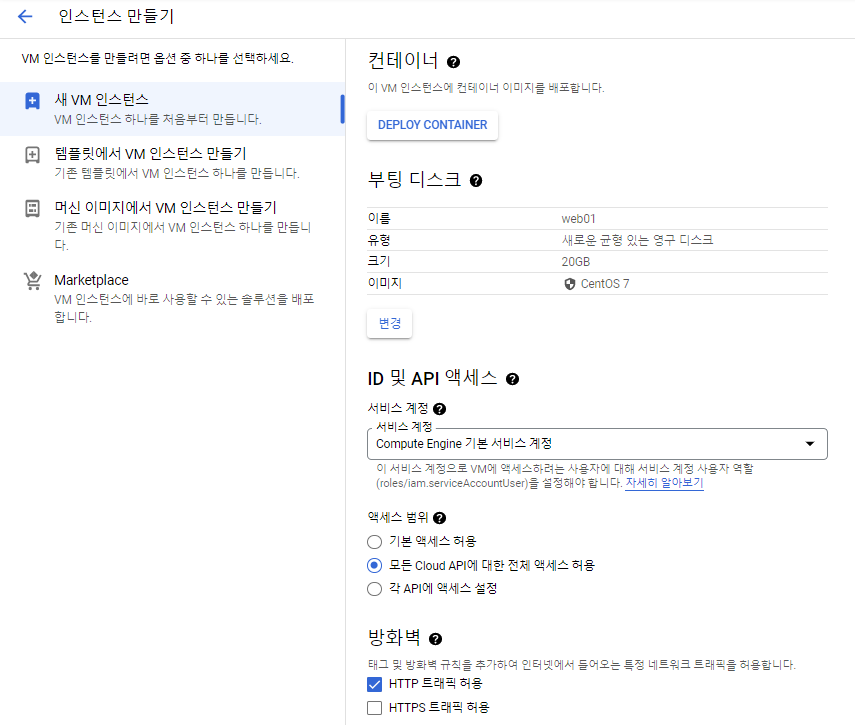 인스턴스 만들기
VM 인스턴스를 만들려면 옵션 중 하나를 선택하세요.
새 VM 인스턴스
VM 인스턴스 하나를 처음부터 만듭니다.
템플릿에서 VM 인스턴스 만들기
기존 템플릿에서 VM 인스턴스 하나를 만듭니다.
머신 이미지에서 VM 인스턴스 만들기
기존 머신 이미지에서 VM 인스턴스 하나를 만듭니
다.
Marketplace
VM 인스턴스에 바로 사용할 수 있는 솔루션을 배포
합니다.
컨테이너
이 VM 인스턴스에 컨테이너 이미지를 배포합니다.
DEPLOY CONTAINER
부팅 디스크
이름 web01
유형 새로운 균형 있는 영구 디스크
크기 20GB
이미지 CentOS 7
변경
ID 및 API 액세스
서비스 계정
서비스 계정
Compute Engine 기본 서비스 계정
이 서비스 계정으로 VM에 액세스하려는 사용자에 대해 서비스 계정 사용자 역할
(roles/iam.serviceAccountUser)을 설정해야 합니다. 자세히 알아보기
액세스 범위
기본 액세스 허용
모든 Cloud API에 대한 전체 액세스 허용
각 API에 액세스 설정
방화벽
태그 및 방화벽 규칙을 추가하여 인터넷에서 들어오는 특정 네트워크 트래픽을 허용합니다.
HTTP 트래픽 허용
HTTPS 트래픽 허용